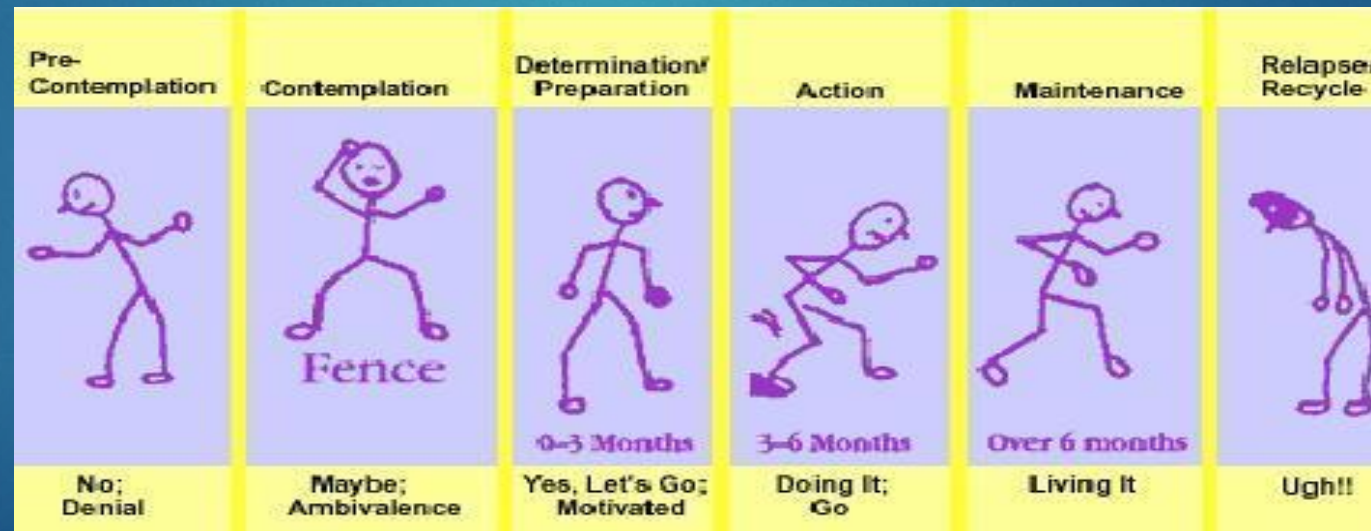 Pre-
Contemplation
Contemplation
Determination/
Preparation
Action
Maintenance
Relapse/
Recycle
Fence
0-3 Months
3-6 Months
Over 6 months
No;
Denial
Maybe;
Ambivalence
Yes, Let's Go;
Motivated
Doing It;
Go
Living It
Ugh!!